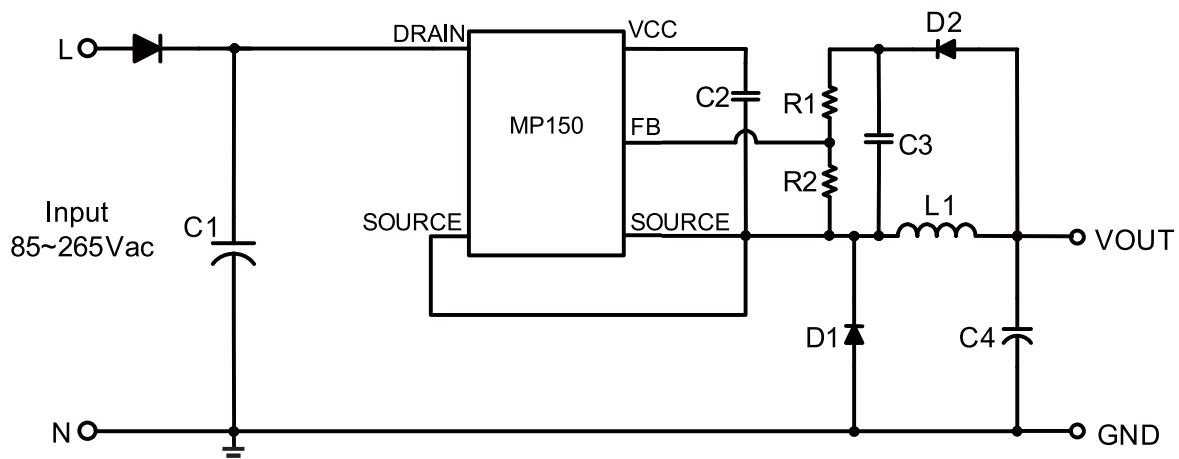 L
DRAIN
VCC
D2
C2
R1
MP150
FB
C3
R2
Input
85~265Vac
C1
SOURCE
SOURCE
L1
VOUT
D1
C4
N
GND